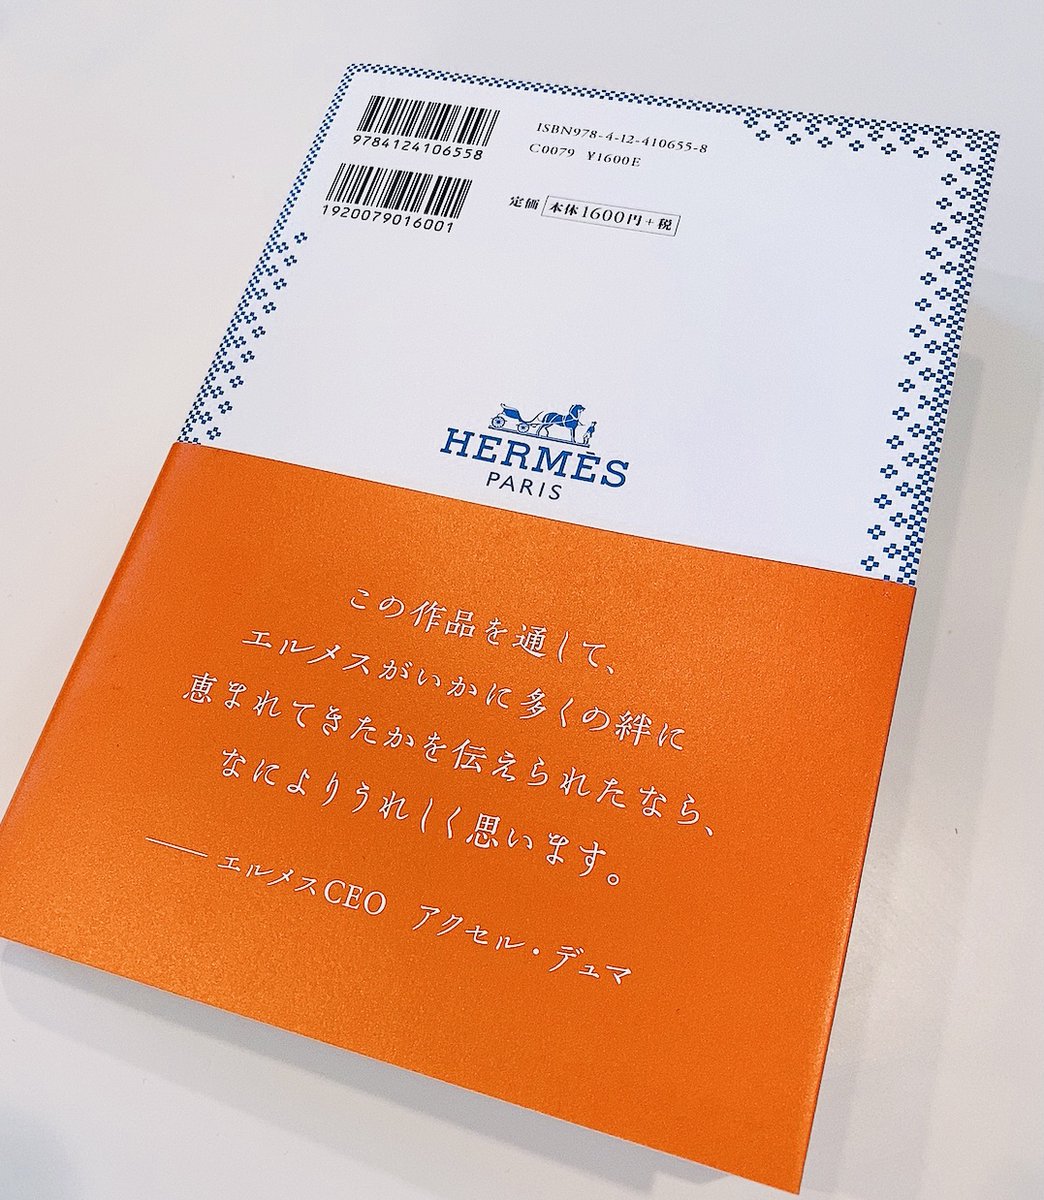 9784124106558
ISBN978-4-12-410655-8
C0079 ¥1600E
1920079016001
定価 本体1600円+税
HERMÈS
PARIS
この作品を通して、
エルメスがいかに多くの絆に
恵まれてきたかを伝えられたなら、
なによりうれしく思います。
── エルメスCEO アクセル・デュマ